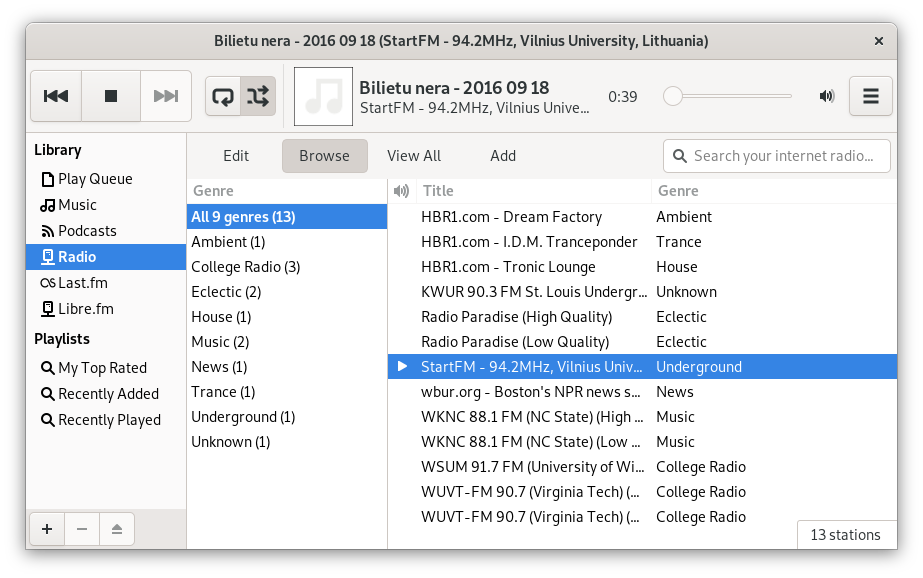 Bilietu nera - 2016 09 18 (StartFM - 94.2MHz, Vilnius University, Lithuania)
Bilietu nera - 2016 09 18
StartFM - 94.2MHz, Vilnius Unive...
0:39
Library
Play Queue
Music
Podcasts
Radio
Last.fm
Libre.fm
Playlists
My Top Rated
Recently Added
Recently Played
Edit Browse View All Add
Search your internet radio...
Genre
All 9 genres (13)
Ambient (1)
College Radio (3)
Eclectic (2)
House (1)
Music (2)
News (1)
Trance (1)
Underground (1)
Unknown (1)
Title Genre
HBR1.com - Dream Factory Ambient
HBR1.com - I.D.M. Tranceponder Trance
HBR1.com - Tronic Lounge House
KWUR 90.3 FM St. Louis Undergr... Unknown
Radio Paradise (High Quality) Eclectic
Radio Paradise (Low Quality) Eclectic
StartFM - 94.2MHz, Vilnius Univ... Underground
wbur.org - Boston's NPR news s... News
WKNC 88.1 FM (NC State) (High ... Music
WKNC 88.1 FM (NC State) (Low ... Music
WSUM 91.7 FM (University of Wi... College Radio
WUVT-FM 90.7 (Virginia Tech) (... College Radio
WUVT-FM 90.7 (Virginia Tech) (... College Radio
13 stations